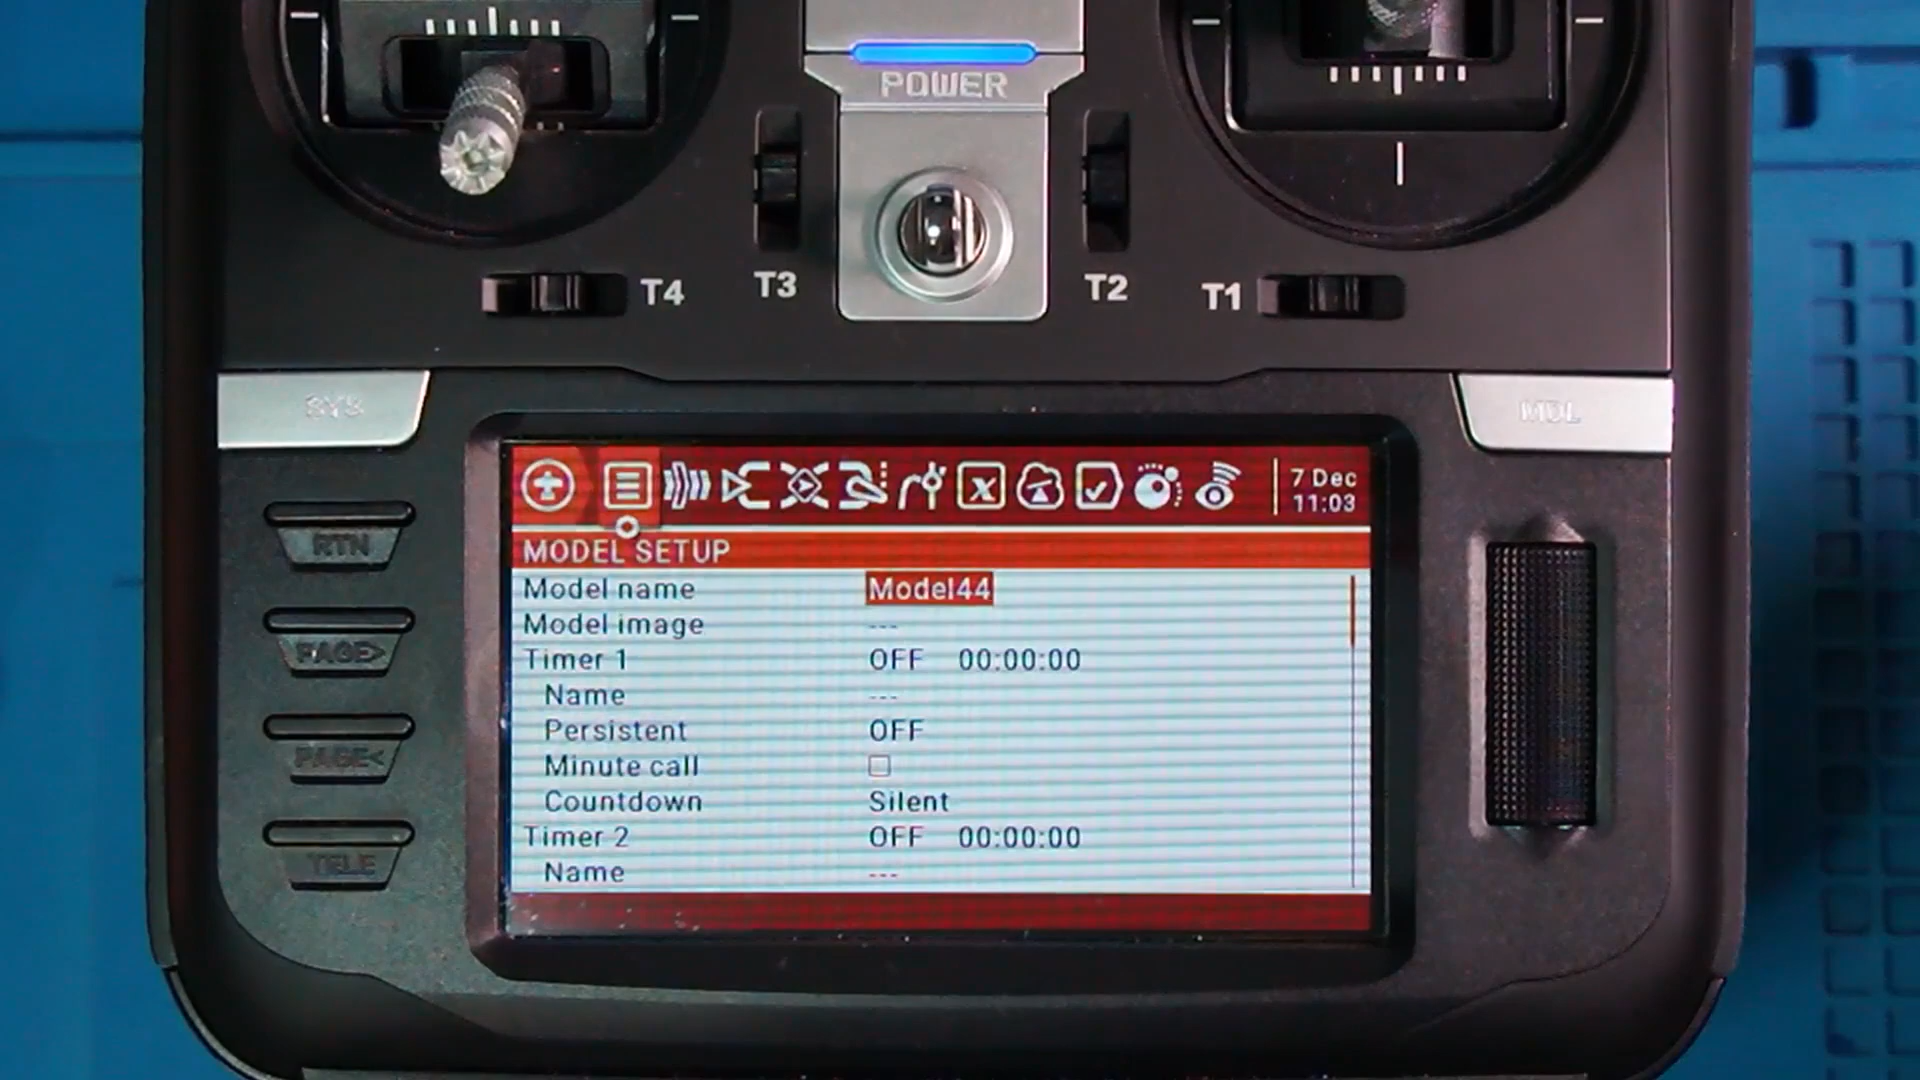 POWER
T4 T3 T2 T1
SYS MDL
7 Dec
11:03
MODEL SETUP
Model name Model44
Model image ---
Timer 1 OFF 00:00:00
Name ---
Persistent OFF
Minute call
Countdown Silent
Timer 2 OFF 00:00:00
Name ---
RTN
PAGE>
PAGE<
TELE